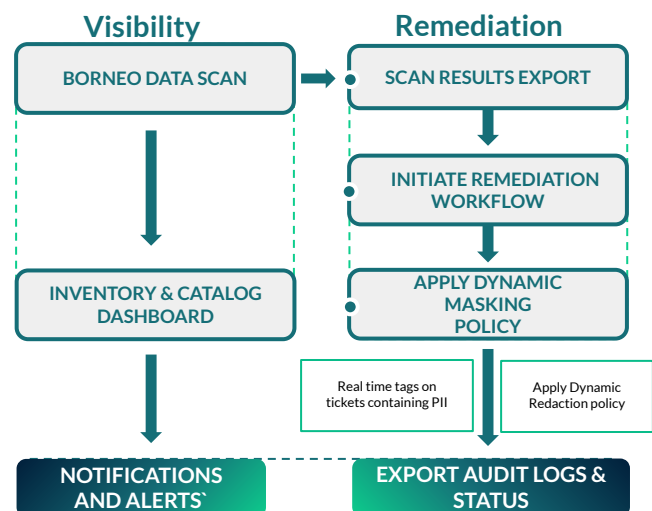 Visibility
Remediation
BORNEO DATA SCAN
SCAN RESULTS EXPORT
INITIATE REMEDIATION
WORKFLOW
INVENTORY & CATALOG
DASHBOARD
APPLY DYNAMIC
MASKING
POLICY
Real time tags on
tickets containing PII
Apply Dynamic
Redaction policy
NOTIFICATIONS
AND ALERTS`
EXPORT AUDIT LOGS &
STATUS